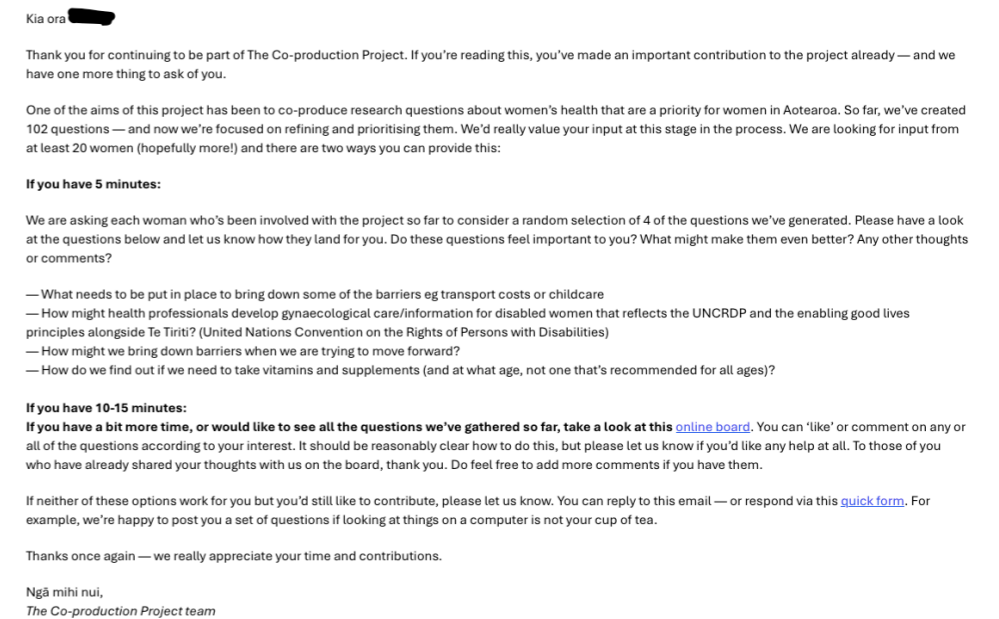 Kia ora
Thank you for continuing to be part of The Co-production Project. If you’re reading this, you’ve made an important contribution to the project already — and we
have one more thing to ask of you.
One of the aims of this project has been to co-produce research questions about women’s health that are a priority for women in Aotearoa. So far, we’ve created
102 questions — and now we’re focused on refining and prioritising them. We’d really value your input at this stage in the process. We are looking for input from
at least 20 women (hopefully more!) and there are two ways you can provide this:
If you have 5 minutes:
We are asking each woman who’s been involved with the project so far to consider a random selection of 4 of the questions we’ve generated. Please have a look
at the questions below and let us know how they land for you. Do these questions feel important to you? What might make them even better? Any other thoughts
or comments?
— What needs to be put in place to bring down some of the barriers eg transport costs or childcare
— How might health professionals develop gynaecological care/information for disabled women that reflects the UNCRDP and the enabling good lives
principles alongside Te Tiriti? (United Nations Convention on the Rights of Persons with Disabilities)
— How might we bring down barriers when we are trying to move forward?
— How do we find out if we need to take vitamins and supplements (and at what age, not one that’s recommended for all ages)?
If you have 10-15 minutes:
If you have a bit more time, or would like to see all the questions we’ve gathered so far, take a look at this online board. You can ‘like’ or comment on any or
all of the questions according to your interest. It should be reasonably clear how to do this, but please let us know if you’d like any help at all. To those of you
who have already shared your thoughts with us on the board, thank you. Do feel free to add more comments if you have them.
If neither of these options work for you but you’d still like to contribute, please let us know. You can reply to this email — or respond via this quick form. For
example, we’re happy to post you a set of questions if looking at things on a computer is not your cup of tea.
Thanks once again — we really appreciate your time and contributions.
Ngā mihi nui,
The Co-production Project team